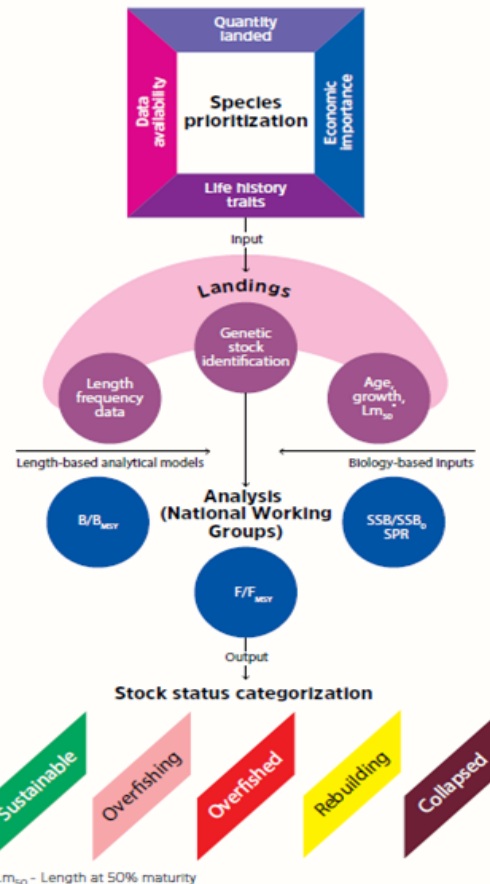 Quantity
landed
Data
availability
Species
prioritization
Economic
importance
Life history
traits
Input
Landings
Genetic
stock
identification
Length
frequency
data
Age,
growth,
Lm50*
Length-based analytical models
Biology-based inputs
Analysis
(National Working
Groups)
B/BMSY
SSB/SSB0
SPR
F/FMSY
Output
Stock status categorization
Sustainable
Overfishing
Overfished
Rebuilding
Collapsed
Lm50 - Length at 50% maturity